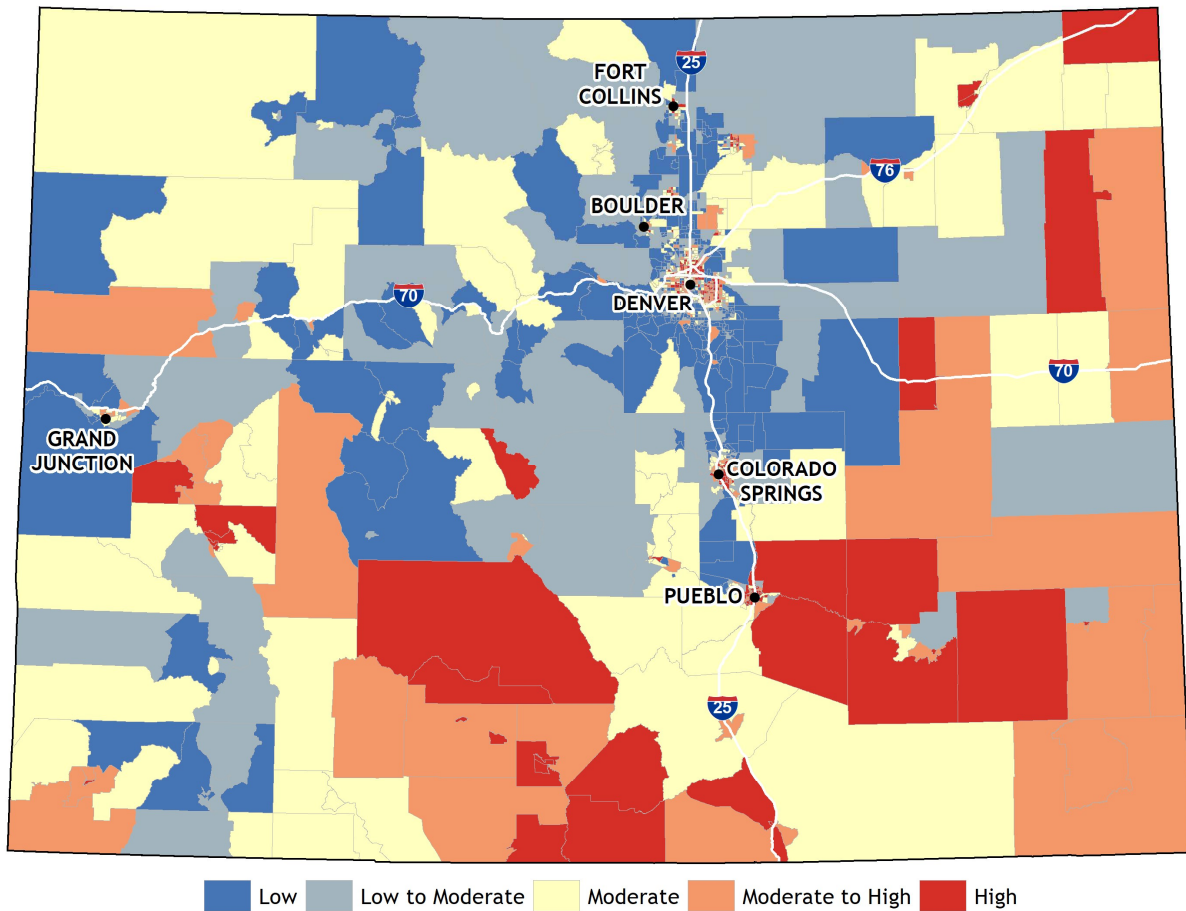 25
FORT
COLLINS
76
BOULDER
70
DENVER
70
GRAND
JUNCTION
COLORADO
SPRINGS
PUEBLO
25
Low
Low to Moderate
Moderate
Moderate to High
High